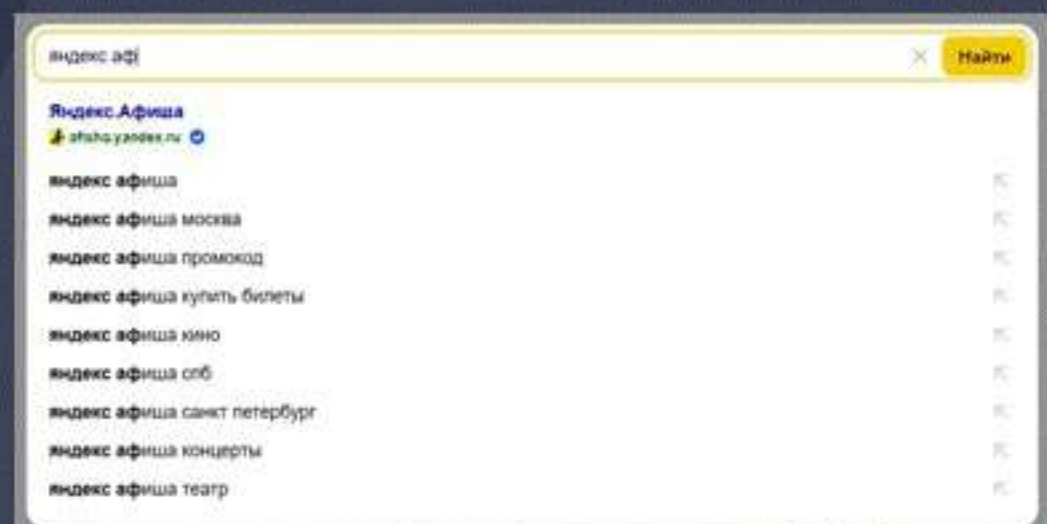 яндекс аф
Найти
Яндекс.Афиша
afisha.yandex.ru
яндекс афиша
яндекс афиша москва
яндекс афиша промокод
яндекс афиша купить билеты
яндекс афиша кино
яндекс афиша спб
яндекс афиша санкт петербург
яндекс афиша концерты
яндекс афиша театр